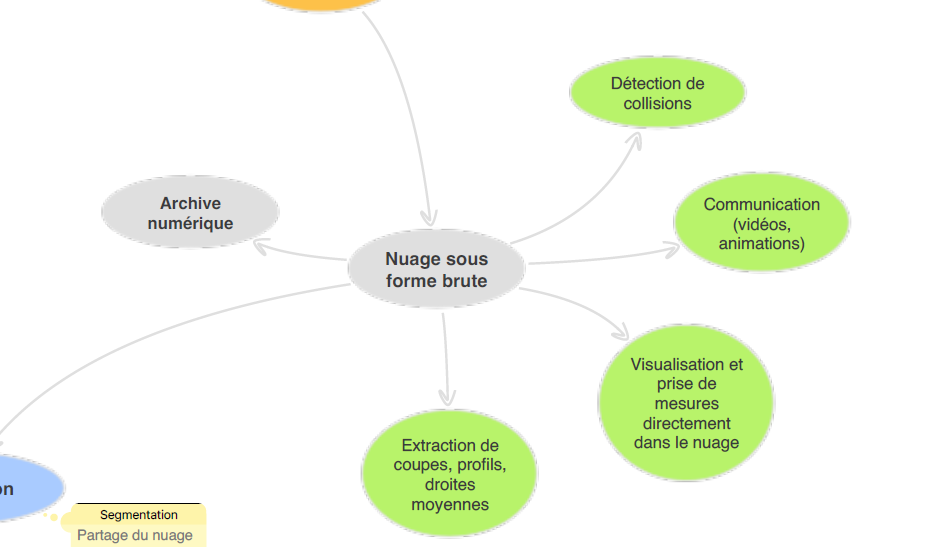 Détection de
collisions
Archive
numérique
Communication
(vidéos,
animations)
Nuage sous
forme brute
Visualisation et
prise de
mesures
directement
dans le nuage
Extraction de
coupes, profils,
droites
moyennes
on
Segmentation
Partage du nuage